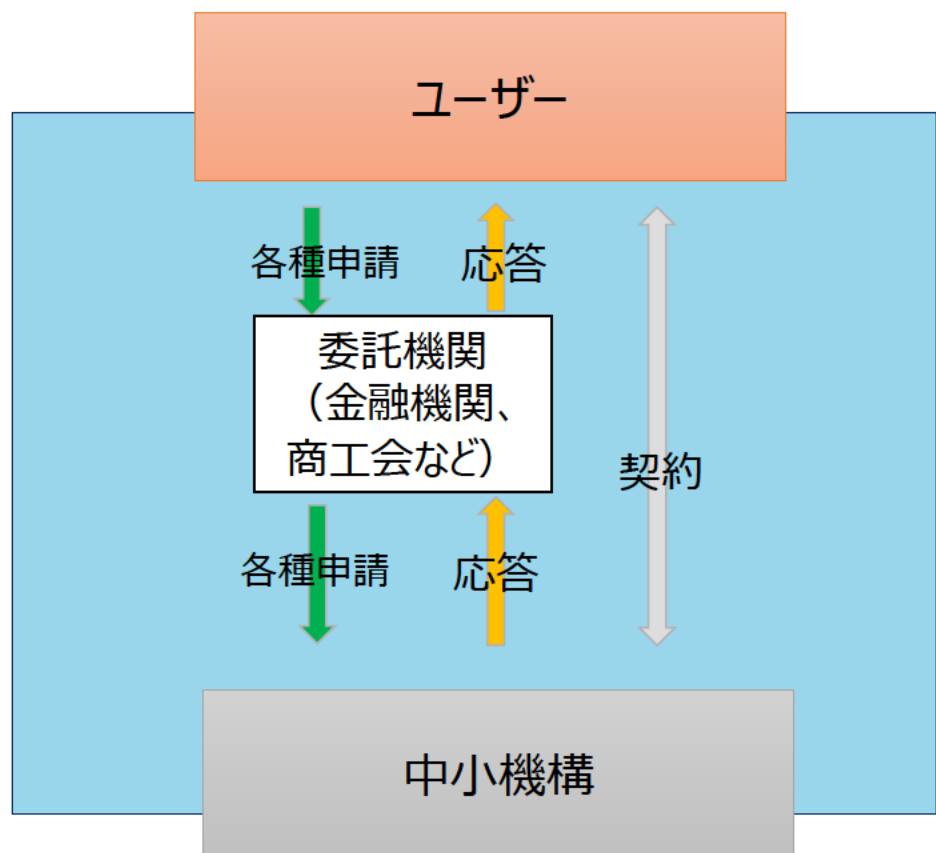 ユーザー
各種申請
応答
委託機関
（金融機関、
商工会など）
契約
各種申請
応答
中小機構